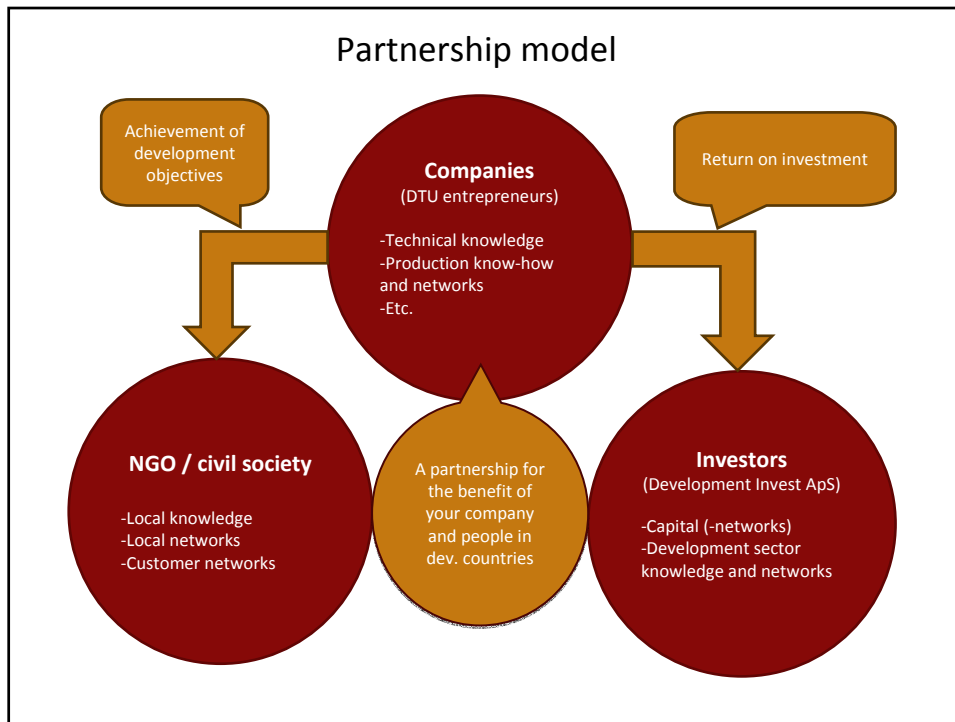 Partnership model
Achievement of
development
objectives
Return on investment
Companies
(DTU entrepreneurs)
-Technical knowledge
-Production know-how
and networks
-Etc.
NGO / civil society
-Local knowledge
-Local networks
-Customer networks
A partnership for
the benefit of
your company
and people in
dev. countries
Investors
(Development Invest ApS)
-Capital (-networks)
-Development sector
knowledge and networks